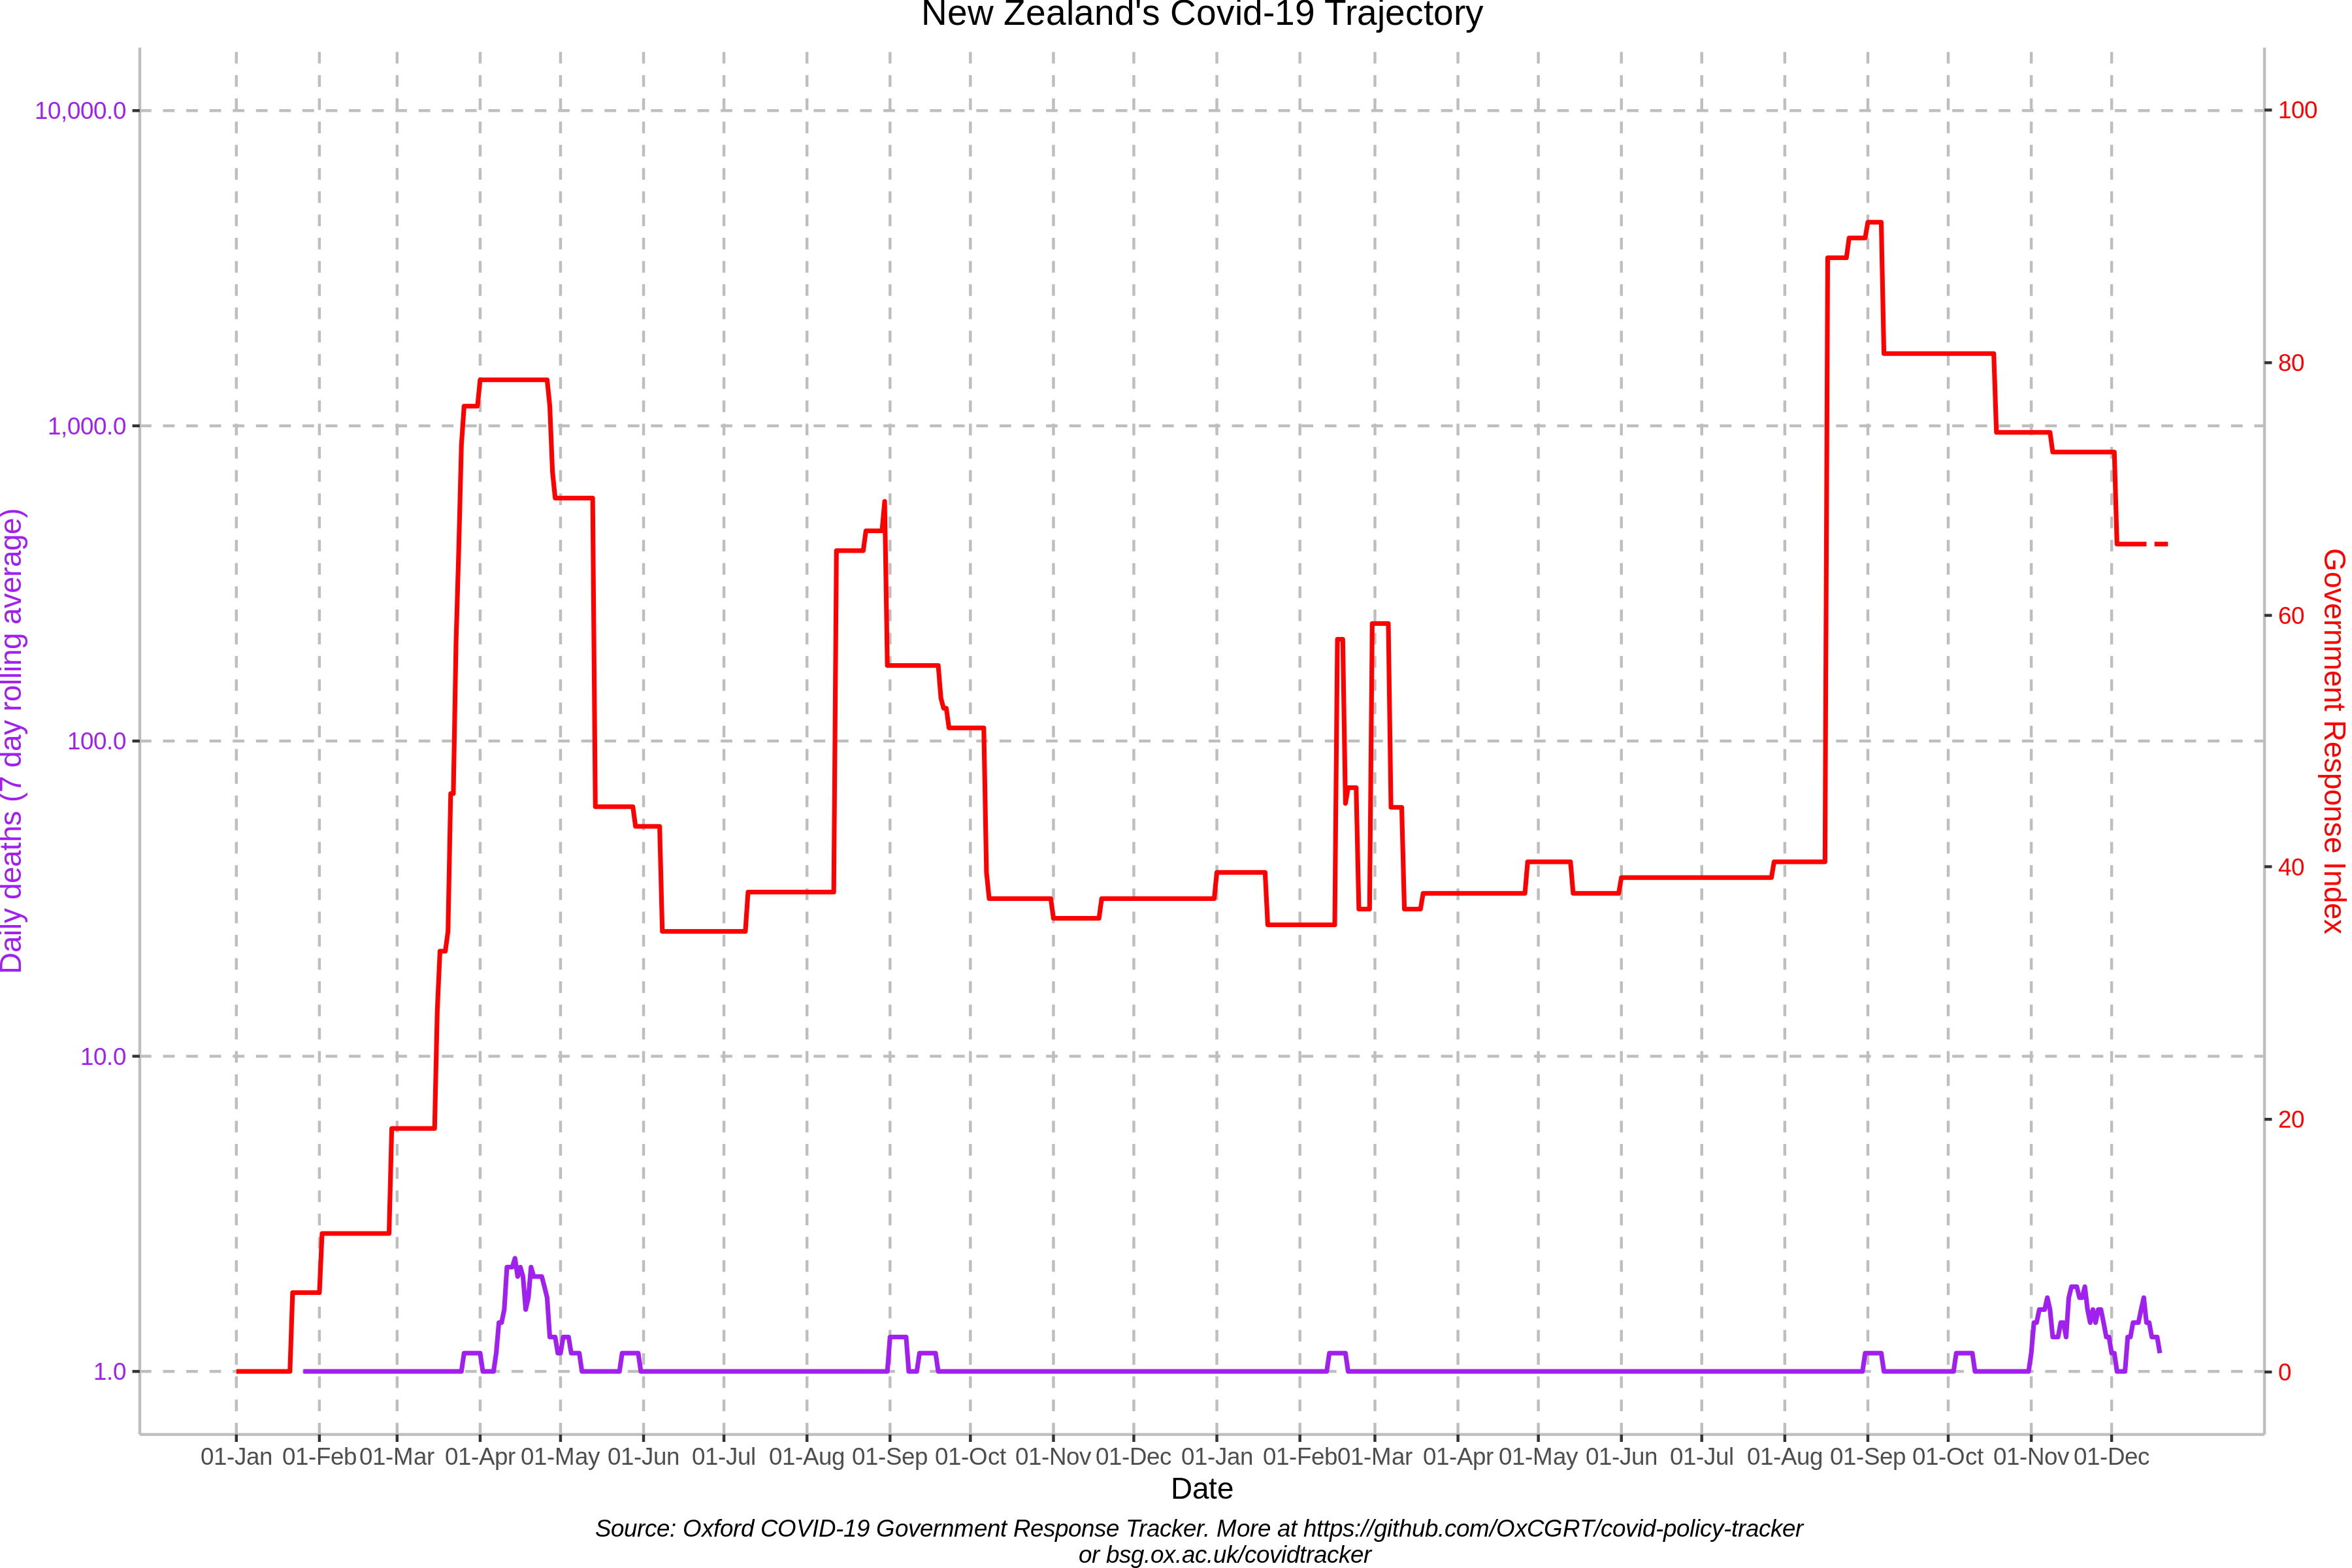 New Zealand's Covid-19 Trajectory
10,000.0
1,000.0
100.0
10.0
1.0
Daily deaths (7 day rolling average)
100
80
60
40
20
0
Government Response Index
01-Jan 01-Feb 01-Mar 01-Apr 01-May 01-Jun 01-Jul 01-Aug 01-Sep 01-Oct 01-Nov 01-Dec 01-Jan 01-Feb 01-Mar 01-Apr 01-May 01-Jun 01-Jul 01-Aug 01-Sep 01-Oct 01-Nov 01-Dec
Date
Source: Oxford COVID-19 Government Response Tracker. More at https://github.com/OxCGRT/covid-policy-tracker
or bsg.ox.ac.uk/covidtracker